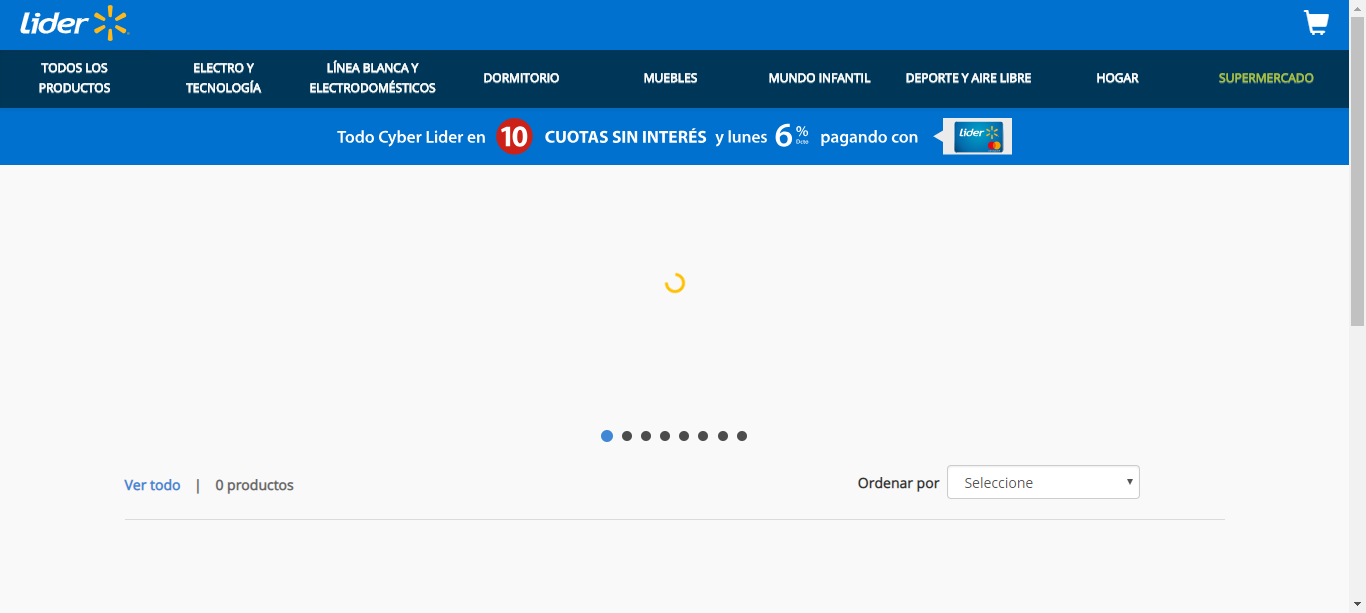 Lider
TODOS LOS
PRODUCTOS
ELECTRO Y
TECNOLOGÍA
LÍNEA BLANCA Y
ELECTRODOMÉSTICOS
DORMITORIO
MUEBLES
MUNDO INFANTIL
DEPORTE Y AIRE LIBRE
HOGAR
SUPERMERCADO
Todo Cyber Lider en 10 CUOTAS SIN INTERÉS y lunes 6% Dcto pagando con Lider
Ver todo | 0 productos
Ordenar por Seleccione